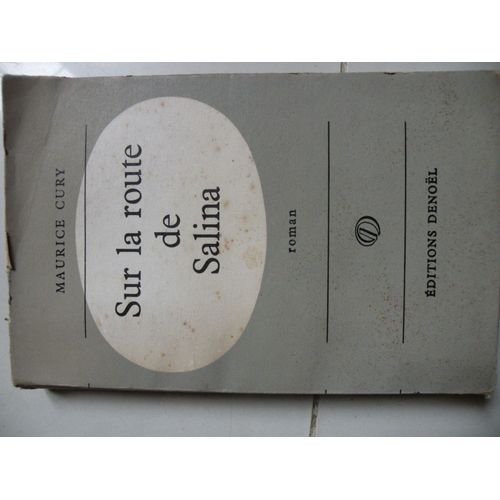 MAURICE CURY
Sur la route
de
Salina
roman
ÉDITIONS DENOËL